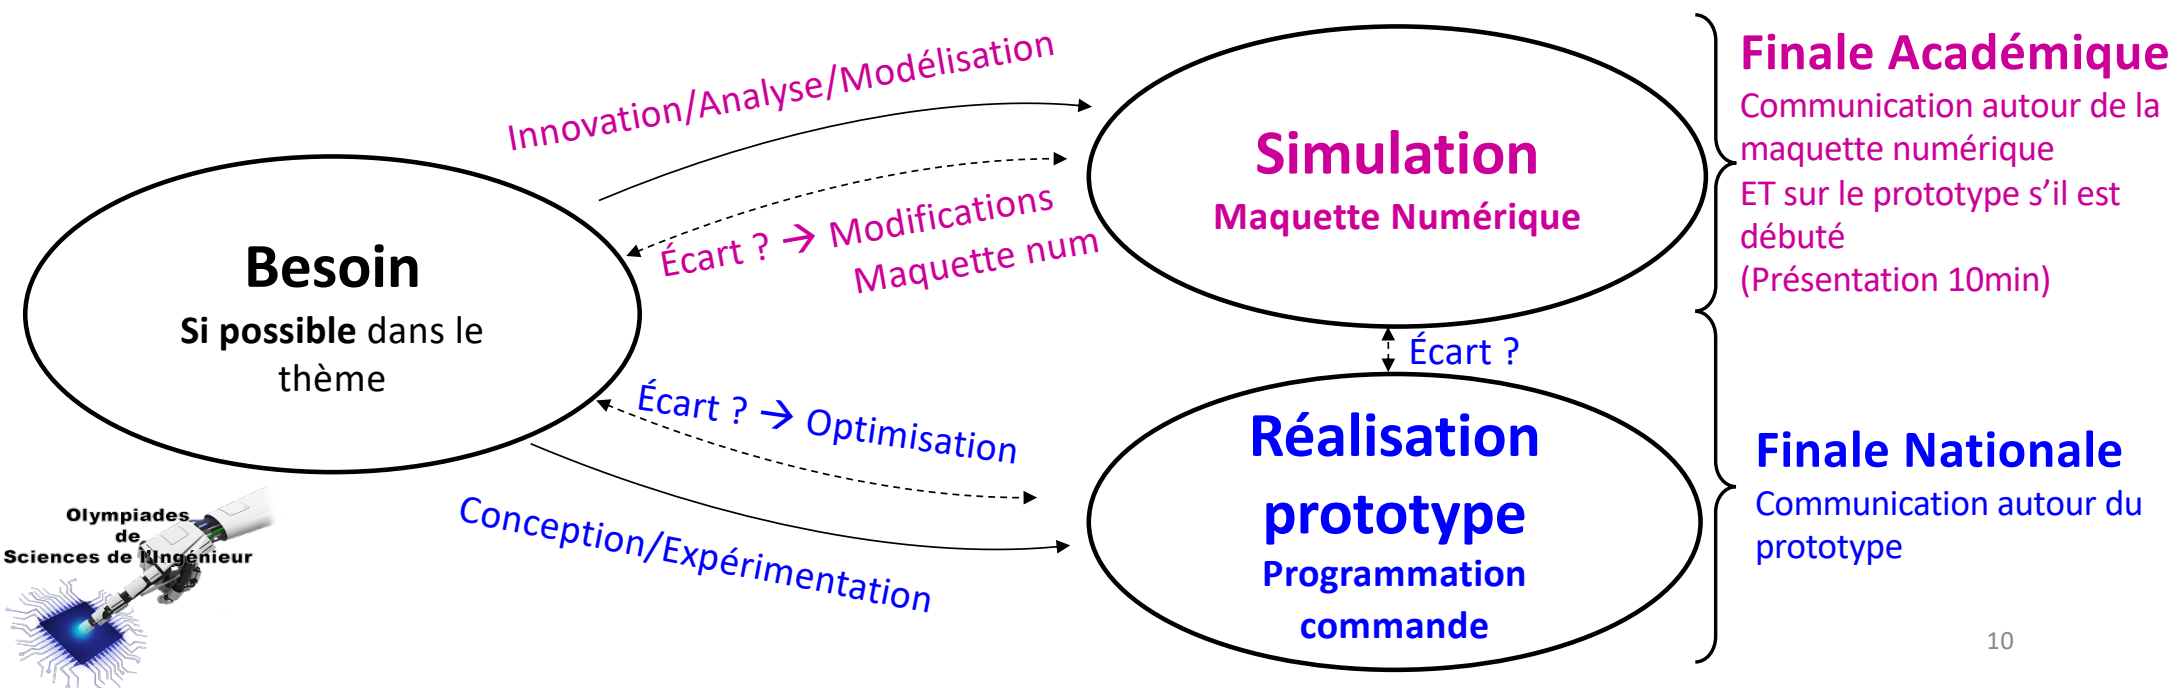 Innovation/Analyse/Modélisation
Écart ? → Modifications
Maquette num
Besoin
Si possible dans le
thème
Écart ? → Optimisation
Conception/Expérimentation
Simulation
Maquette Numérique
Écart ?
Réalisation
prototype
Programmation
commande
Finale Académique
Communication autour de la
maquette numérique
ET sur le prototype s’il est
débuté
(Présentation 10min)
Finale Nationale
Communication autour du
prototype
Olympiades
de
Sciences de l'Ingénieur
10